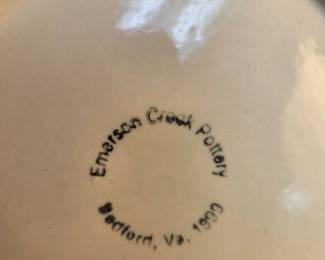 Emerson Creek Pottery
Bedford, Va. 1999